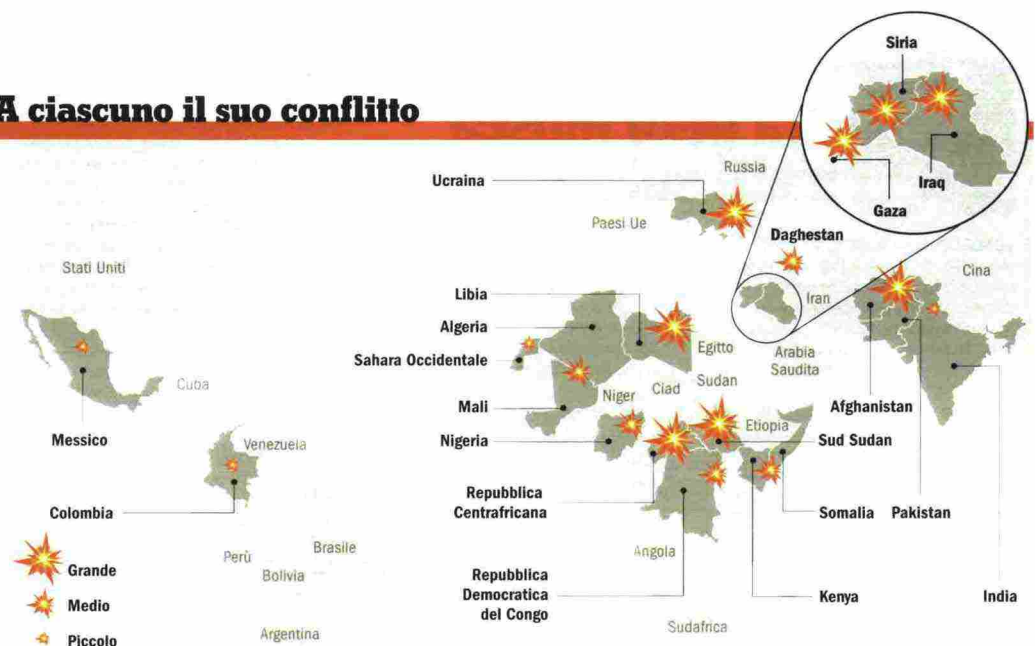 A ciascuno il suo conflitto
Siria
Iraq
Gaza
Russia
Ucraina
Paesi Ue
Daghestan
Stati Uniti
Cina
Libia
Iran
Algeria
Egitto
Arabia
Saudita
Sahara Occidentale
Cuba
Niger
Ciad
Sudan
Mali
Afghanistan
Etiopia
Messico
Venezuela
Nigeria
Sud Sudan
Repubblica
Centrafricana
Colombia
Somalia
Pakistan
Perù
Brasile
Angola
Grande
Bolivia
Repubblica
Democratica
del Congo
Kenya
India
Medio
Argentina
Sudafrica
Piccolo